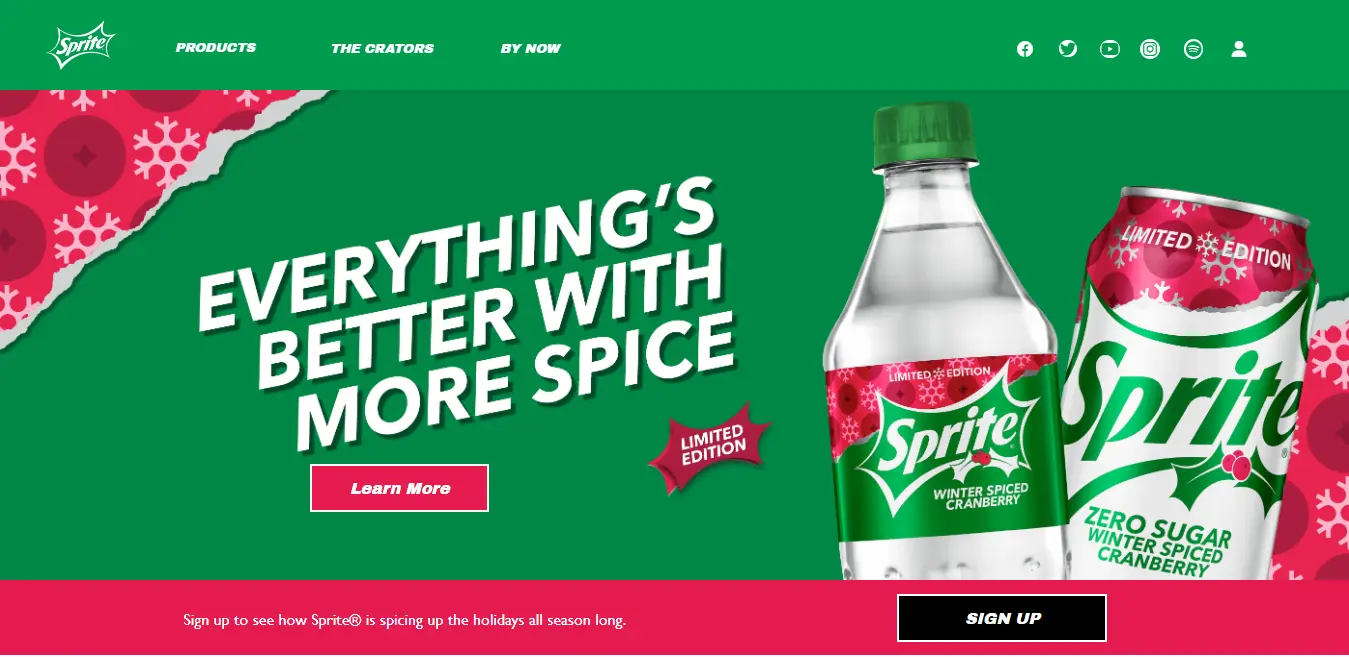 Sprite
PRODUCTS
THE CRATORS
BY NOW
EVERYTHING'S
BETTER WITH
MORE SPICE
LIMITED
EDITION
Learn More
LIMITED EDITION
Sprite
WINTER SPICED
CRANBERRY
LIMITED EDITION
Sprite®
ZERO SUGAR
WINTER SPICED
CRANBERRY
Sign up to see how Sprite® is spicing up the holidays all season long.
SIGN UP